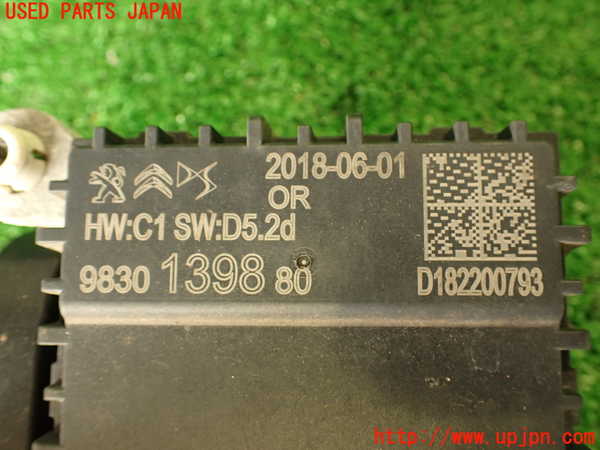 USED PARTS JAPAN
2018-06-01
OR
HW:C1 SW:D5.2d
9830 1398 80
D182200793
http://www.upjpn.com/